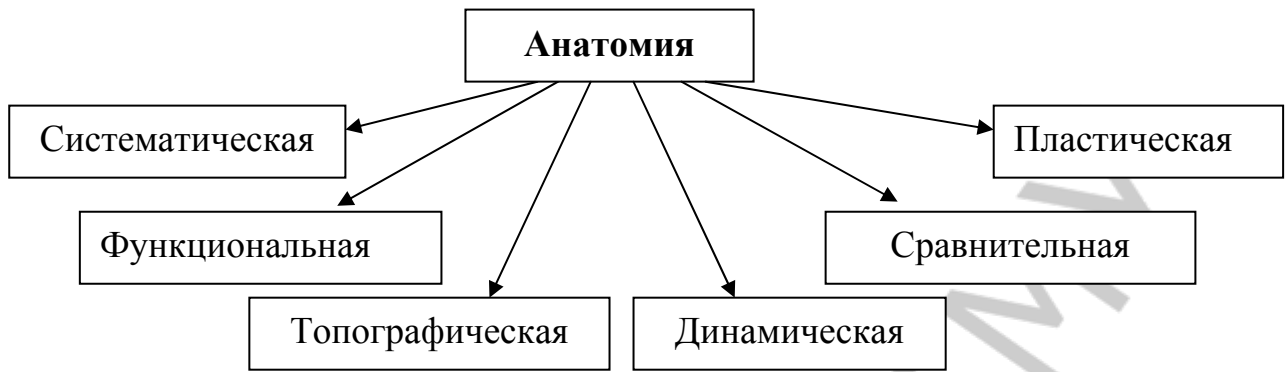 Анатомия
Систематическая
Пластическая
Функциональная
Сравнительная
Топографическая
Динамическая